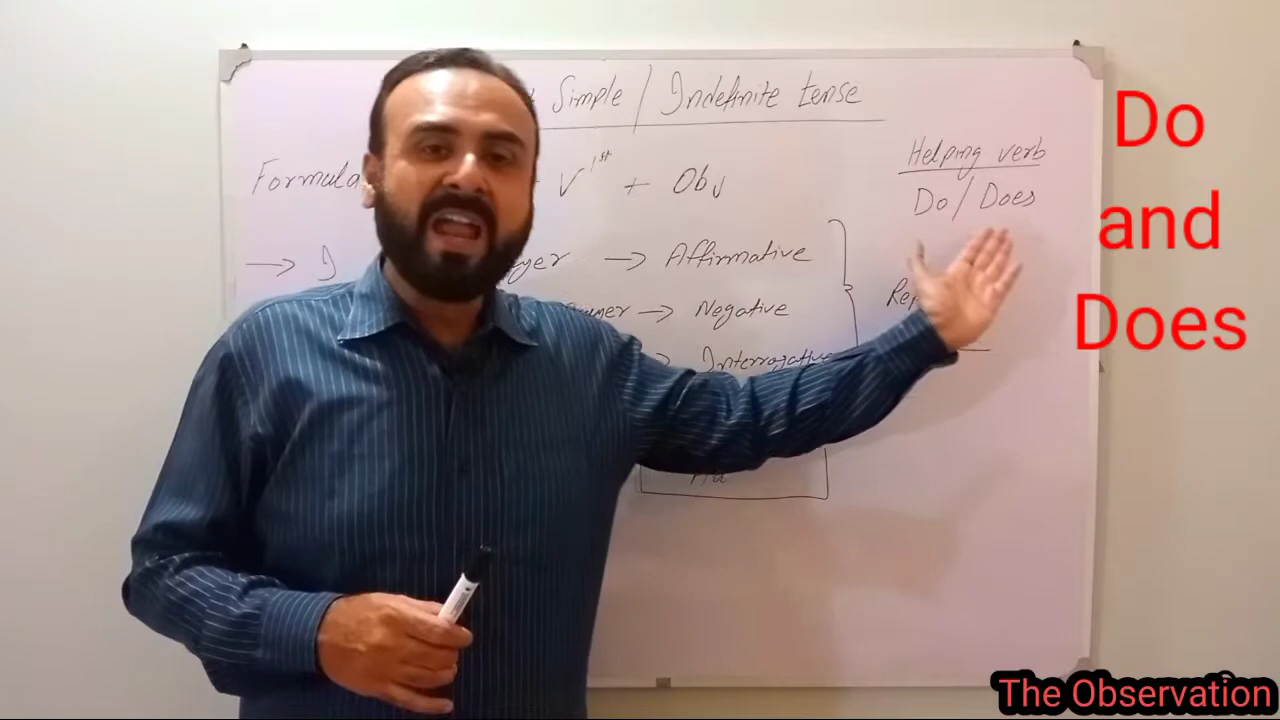 Simple / Indefinite tense
Formula V 1st + Obj
→ I → Affirmative
→ Negative
Interrogative
Helping verb
Do / Does
Do
and
Does
The Observation